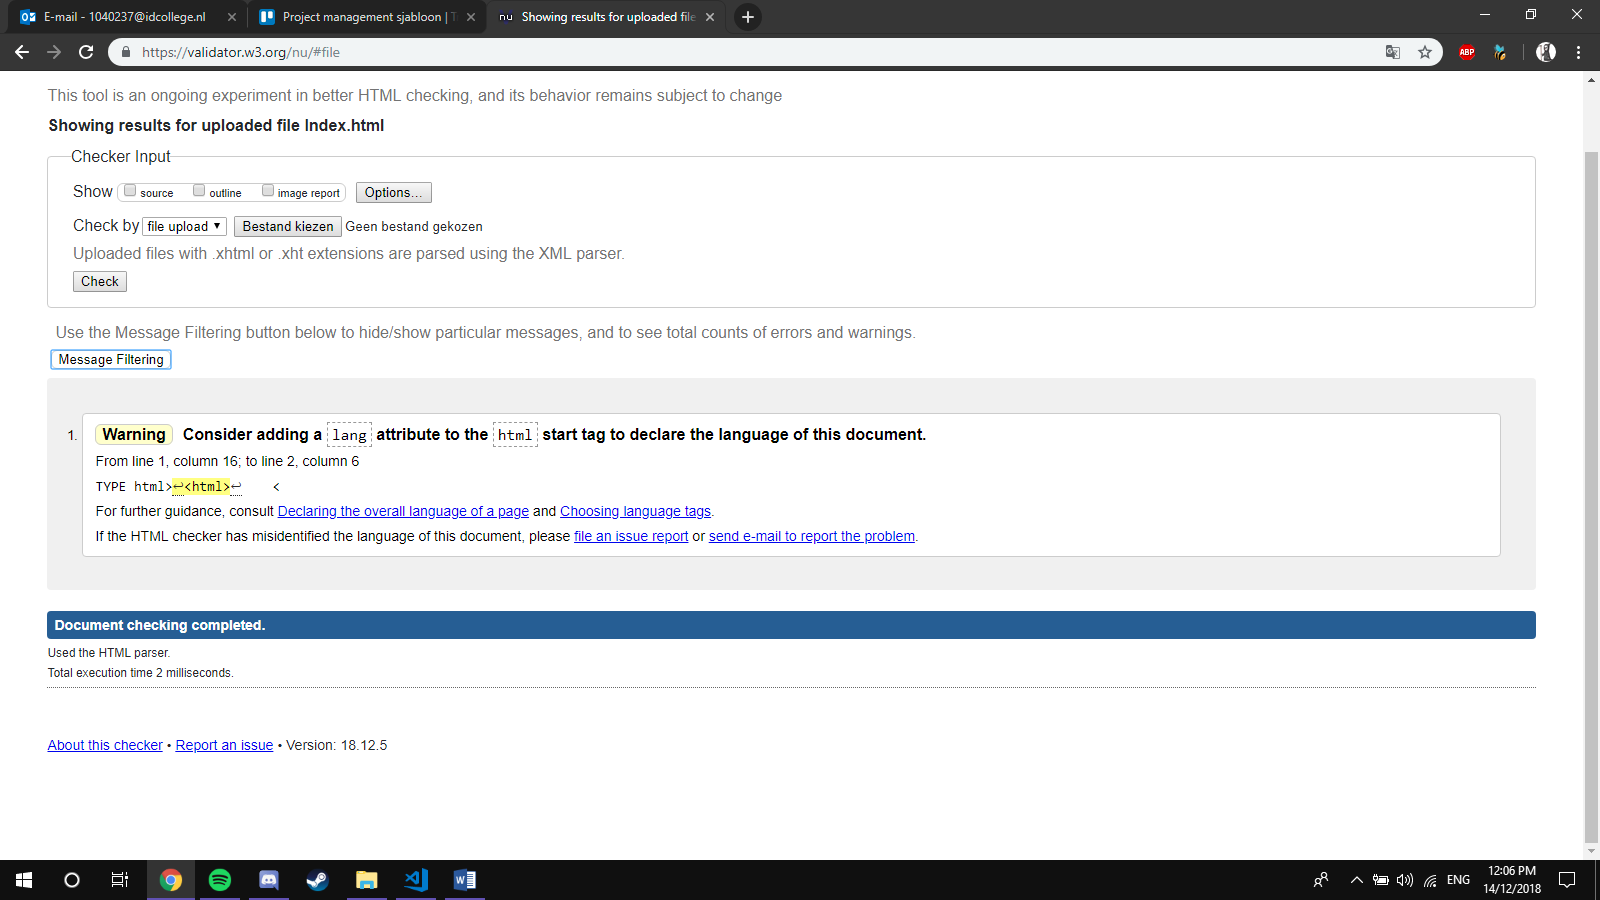 E-mail - 1040237@idcollege.nl
Project management sjabloon | T
Showing results for uploaded file
https://validator.w3.org/nu/#file
ABP
This tool is an ongoing experiment in better HTML checking, and its behavior remains subject to change
Showing results for uploaded file Index.html
Checker Input
Show source outline image report Options...
Check by file upload Bestand kiezen Geen bestand gekozen
Uploaded files with .xhtml or .xht extensions are parsed using the XML parser.
Check
Use the Message Filtering button below to hide/show particular messages, and to see total counts of errors and warnings.
Message Filtering
1. Warning Consider adding a lang attribute to the html start tag to declare the language of this document.
From line 1, column 16; to line 2, column 6
TYPE html>↩<html>↩    <
For further guidance, consult Declaring the overall language of a page and Choosing language tags.
If the HTML checker has misidentified the language of this document, please file an issue report or send e-mail to report the problem.
Document checking completed.
Used the HTML parser.
Total execution time 2 milliseconds.
About this checker • Report an issue • Version: 18.12.5
ENG
12:06 PM
14/12/2018